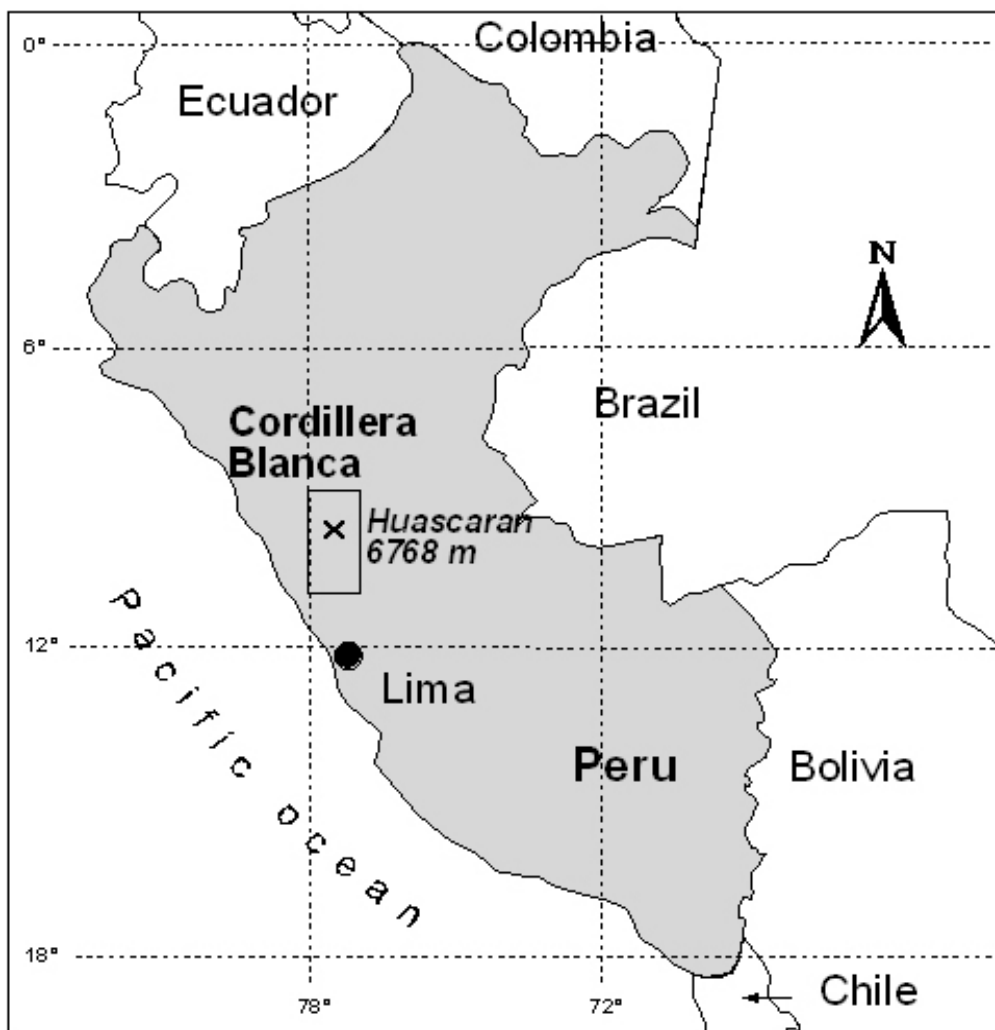 0°
Colombia
Ecuador
N
6°
Brazil
Cordillera
Blanca
Huascaran
6768 m
Pacific ocean
12°
Lima
Peru
Bolivia
18°
78°
72°
Chile